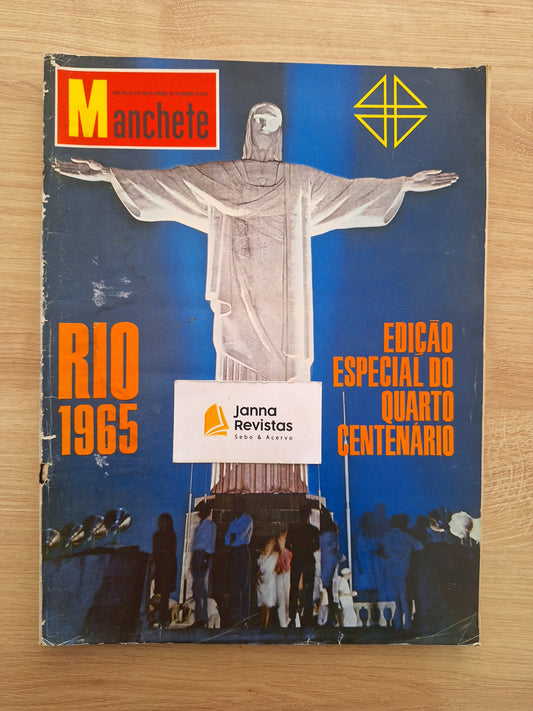 Manchete
RIO
1965
EDIÇÃO
ESPECIAL DO
QUARTO
CENTENÁRIO
Janna
Revistas
Sebo & Acervo